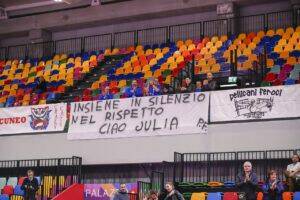 CUNEO
INSIEME IN SILENZIO
NEL RISPETTO
CIAO JULIA
pellicani feroci
PALAZ